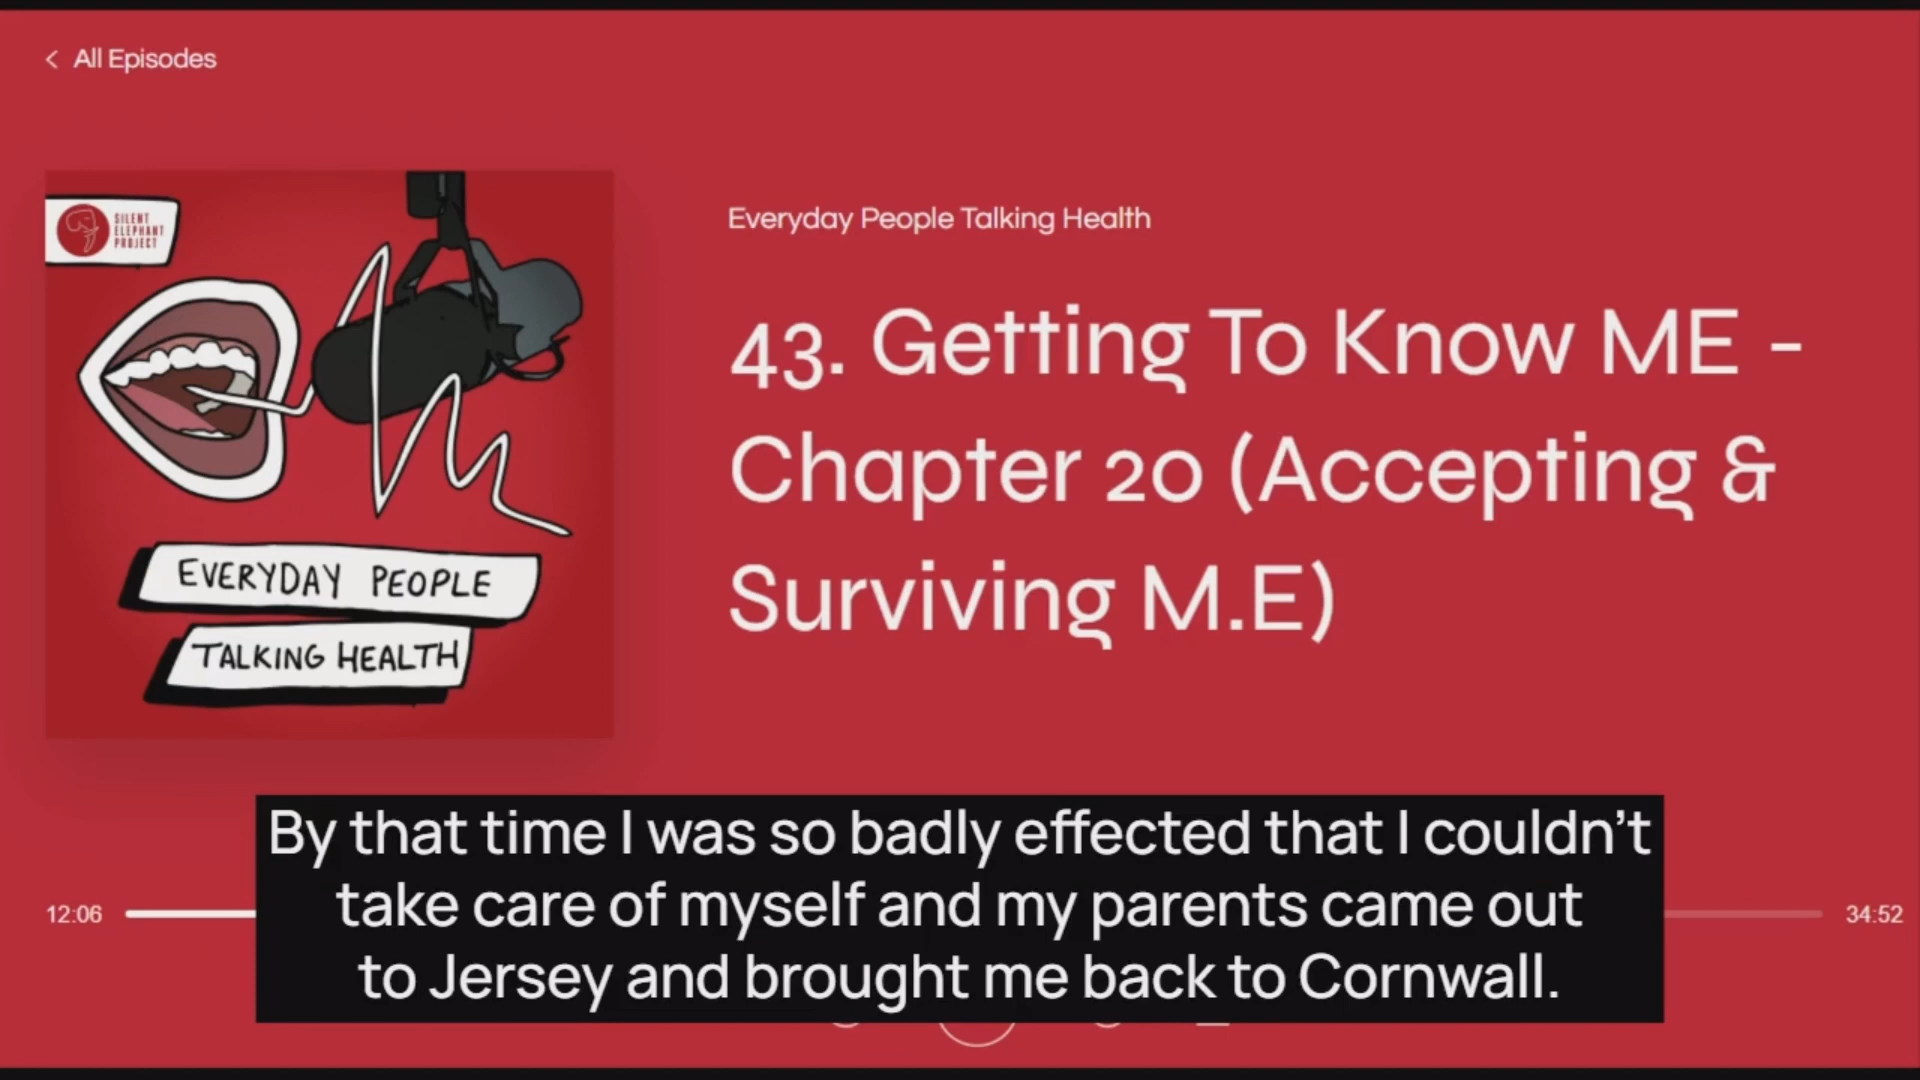 All Episodes
SILENT
ELEPHANT
PROJECT
EVERYDAY PEOPLE
TALKING HEALTH
Everyday People Talking Health
43. Getting To Know ME -
Chapter 20 (Accepting &
Surviving M.E)
By that time I was so badly effected that I couldn't
take care of myself and my parents came out
to Jersey and brought me back to Cornwall.
12:06
34:52